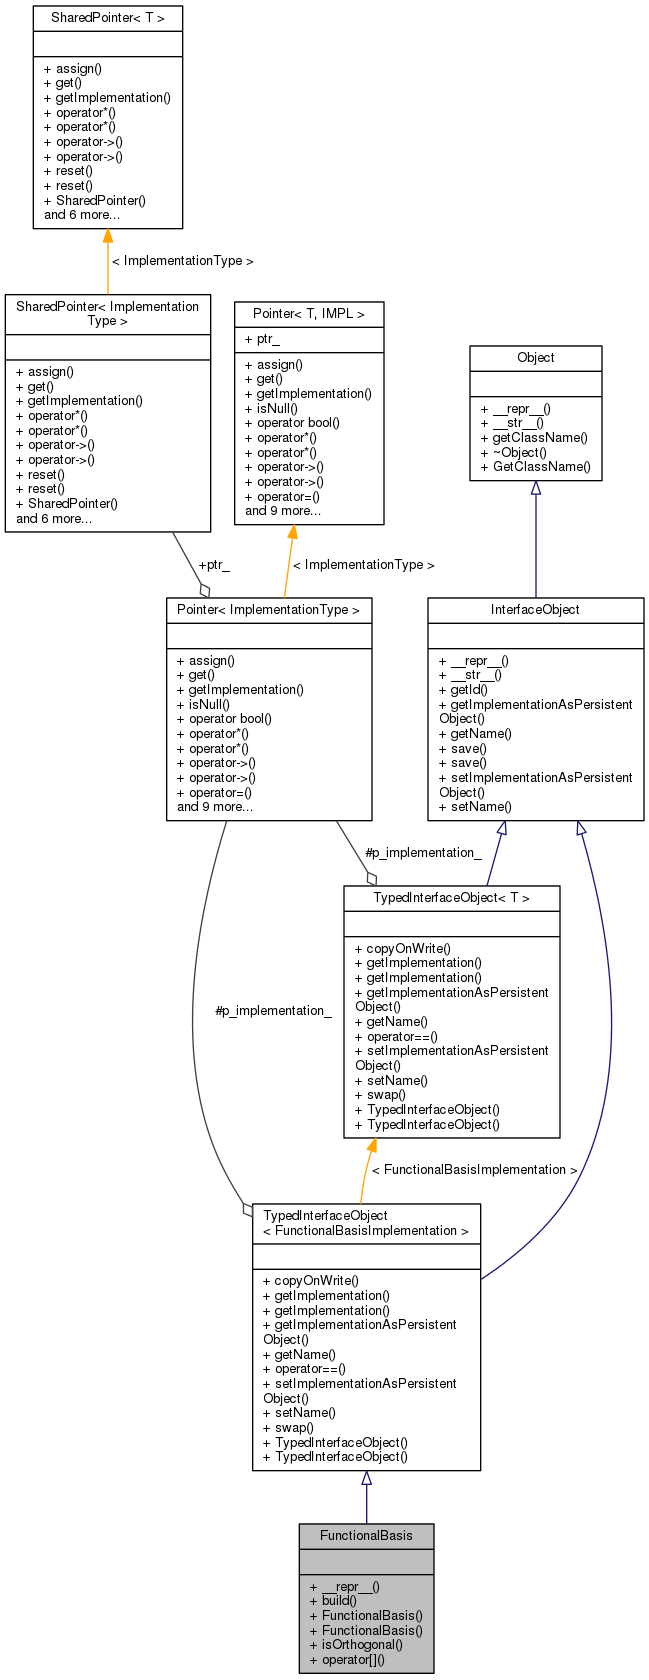 SharedPointer< T >
+ assign()
+ get()
+ getImplementation()
+ operator*()
+ operator*()
+ operator->()
+ operator->()
+ reset()
+ reset()
+ SharedPointer()
and 6 more...
< ImplementationType >
SharedPointer< Implementation
Type >
+ assign()
+ get()
+ getImplementation()
+ operator*()
+ operator*()
+ operator->()
+ operator->()
+ reset()
+ reset()
+ SharedPointer()
and 6 more...
Pointer< T, IMPL >
+ ptr_
+ assign()
+ get()
+ getImplementation()
+ isNull()
+ operator bool()
+ operator*()
+ operator*()
+ operator->()
+ operator->()
+ operator=()
and 9 more...
Object
+ __repr__()
+ __str__()
+ getClassName()
+ ~Object()
+ GetClassName()
+ptr_
< ImplementationType >
Pointer< ImplementationType >
+ assign()
+ get()
+ getImplementation()
+ isNull()
+ operator bool()
+ operator*()
+ operator*()
+ operator->()
+ operator->()
+ operator=()
and 9 more...
InterfaceObject
+ __repr__()
+ __str__()
+ getId()
+ getImplementationAsPersistent
Object()
+ getName()
+ save()
+ save()
+ setImplementationAsPersistent
Object()
+ setName()
#p_implementation_
TypedInterfaceObject< T >
+ copyOnWrite()
+ getImplementation()
+ getImplementation()
+ getImplementationAsPersistent
Object()
+ getName()
+ operator==()
+ setImplementationAsPersistent
Object()
+ setName()
+ swap()
+ TypedInterfaceObject()
+ TypedInterfaceObject()
#p_implementation_
< FunctionalBasisImplementation >
TypedInterfaceObject
< FunctionalBasisImplementation >
+ copyOnWrite()
+ getImplementation()
+ getImplementation()
+ getImplementationAsPersistent
Object()
+ getName()
+ operator==()
+ setImplementationAsPersistent
Object()
+ setName()
+ swap()
+ TypedInterfaceObject()
+ TypedInterfaceObject()
FunctionalBasis
+ __repr__()
+ build()
+ FunctionalBasis()
+ FunctionalBasis()
+ isOrthogonal()
+ operator[]()